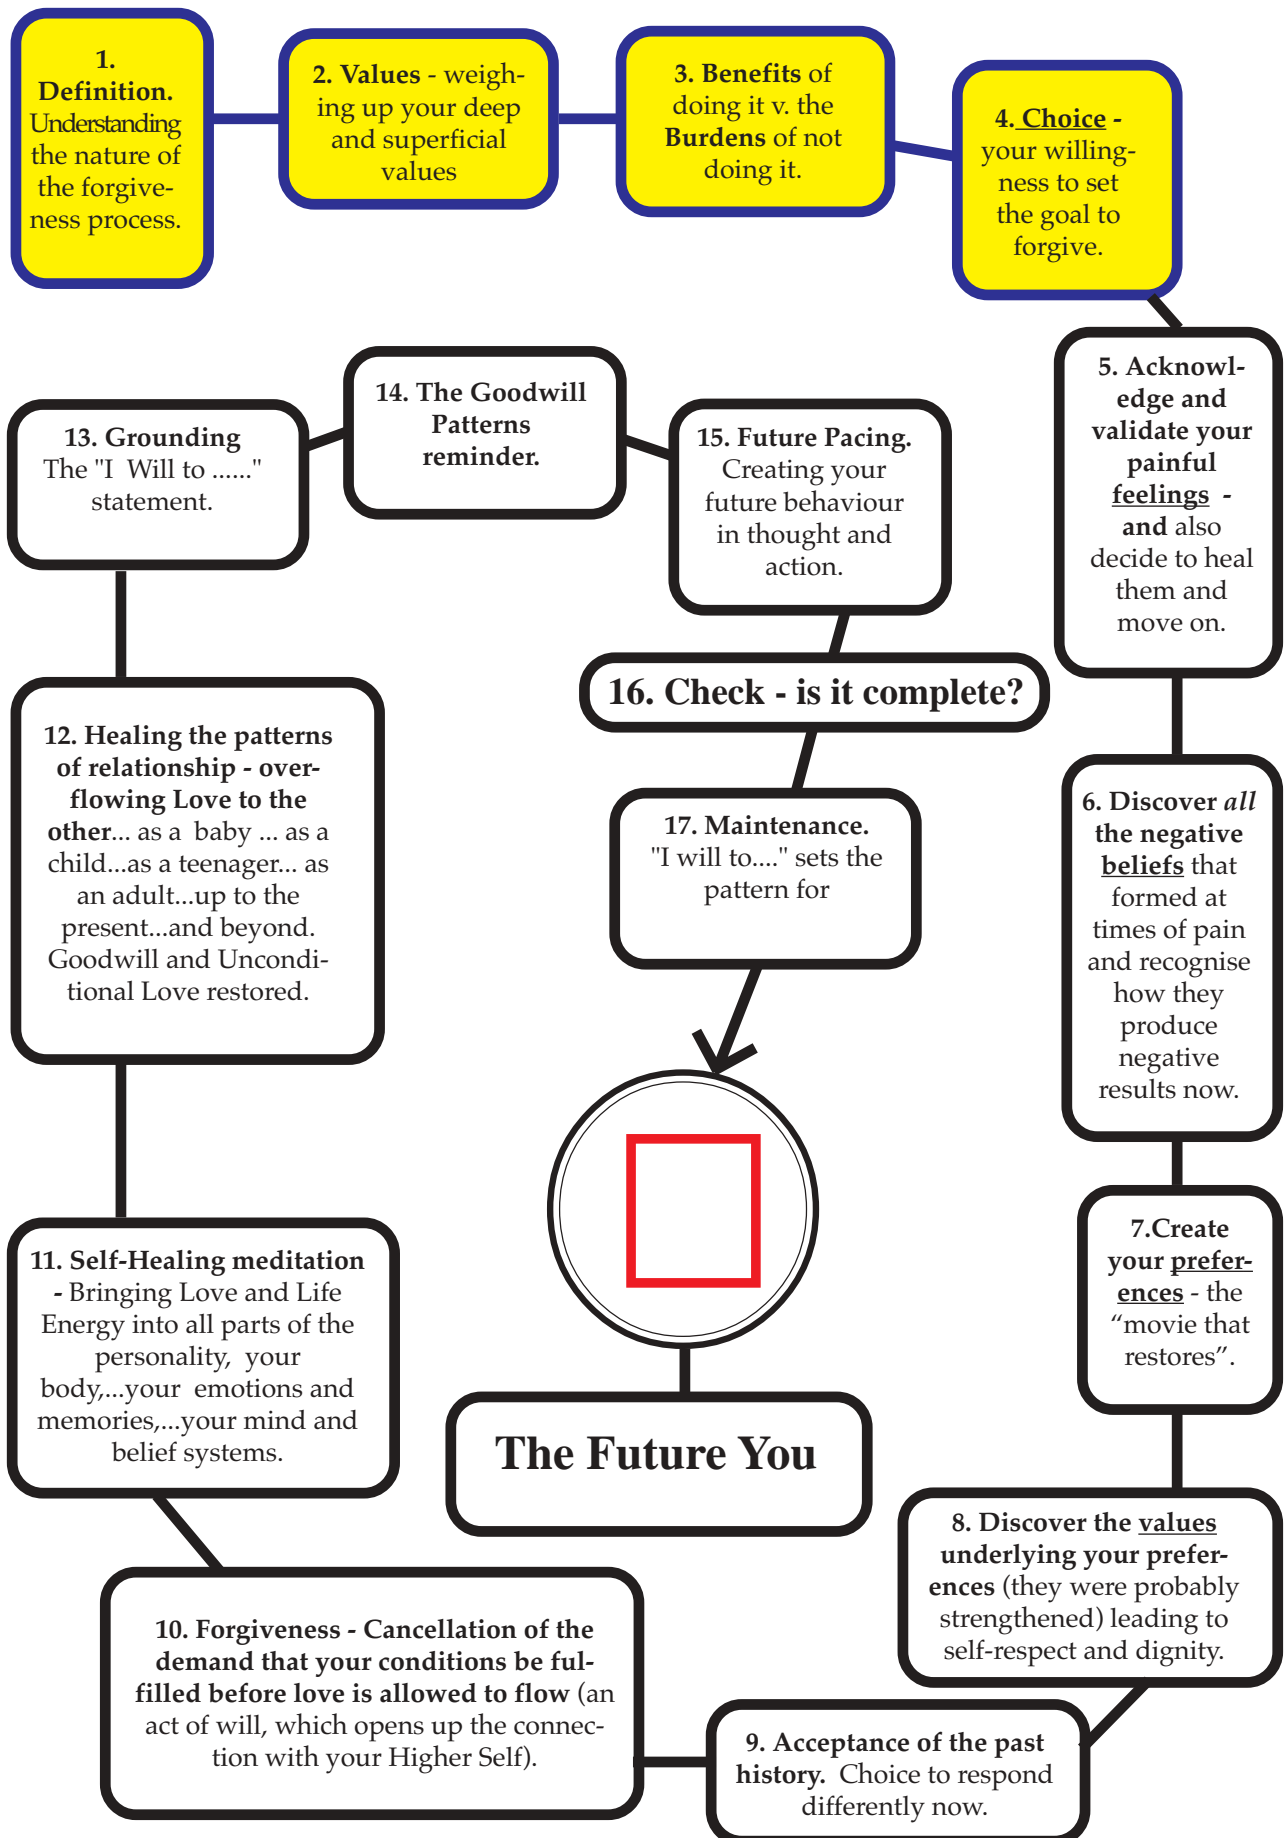 1.
Definition.
Understanding
the nature of
the forgive-
ness process.
2. Values - weigh-
ing up your deep
and superficial
values
3. Benefits of
doing it v. the
Burdens of not
doing it.
4. Choice -
your willing-
ness to set
the goal to
forgive.
5. Acknowl-
edge and
validate your
painful
feelings -
and also
decide to heal
them and
move on.
6. Discover all
the negative
beliefs that
formed at
times of pain
and recognise
how they
produce
negative
results now.
7.Create
your prefer-
ences - the
“movie that
restores”.
8. Discover the values
underlying your prefer-
ences (they were probably
strengthened) leading to
self-respect and dignity.
9. Acceptance of the past
history. Choice to respond
differently now.
10. Forgiveness - Cancellation of the
demand that your conditions be ful-
filled before love is allowed to flow (an
act of will, which opens up the connec-
tion with your Higher Self).
11. Self-Healing meditation
- Bringing Love and Life
Energy into all parts of the
personality, your
body,...your emotions and
memories,...your mind and
belief systems.
12. Healing the patterns
of relationship - over-
flowing Love to the
other... as a baby ... as a
child...as a teenager... as
an adult...up to the
present...and beyond.
Goodwill and Uncondi-
tional Love restored.
13. Grounding
The "I Will to ......"
statement.
14. The Goodwill
Patterns
reminder.
15. Future Pacing.
Creating your
future behaviour
in thought and
action.
16. Check - is it complete?
17. Maintenance.
"I will to...." sets the
pattern for
The Future You